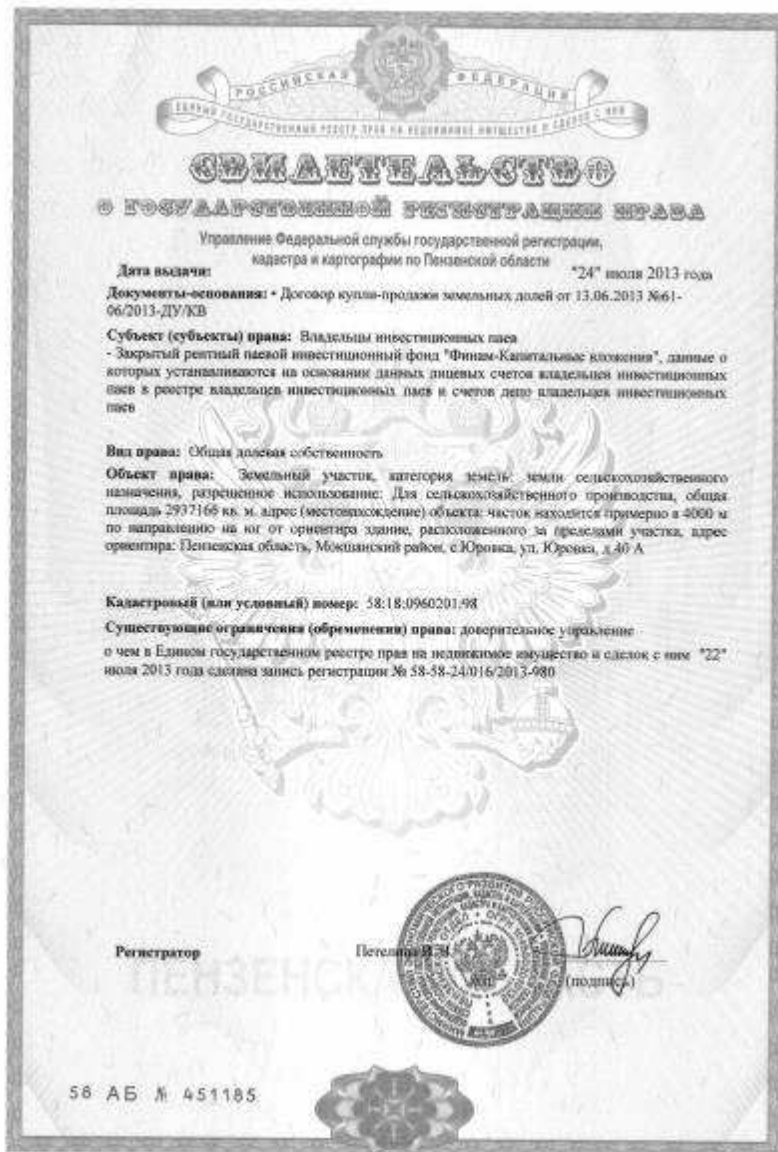 РОССИЙСКАЯ ФЕДЕРАЦИЯ
ЕДИНЫЙ ГОСУДАРСТВЕННЫЙ РЕЕСТР ПРАВ НА НЕДВИЖИМОЕ ИМУЩЕСТВО И СДЕЛОК С НИМ
СВИДЕТЕЛЬСТВО
О ГОСУДАРСТВЕННОЙ РЕГИСТРАЦИИ ПРАВА
Управление Федеральной службы государственной регистрации,
кадастра и картографии по Пензенской области
Дата выдачи: "24" июля 2013 года
Документы-основания: • Договор купли-продажи земельных долей от 13.06.2013 №61-
06/2013-ДУ/КВ
Субъект (субъекты) права: Владельцы инвестиционных паев
- Закрытый рентный паевой инвестиционный фонд "Финам-Капитальные вложения", данные о
которых устанавливаются на основании данных лицевых счетов владельцев инвестиционных
паев в реестре владельцев инвестиционных паев и счетов депо владельцев инвестиционных
паев
Вид права: Общая долевая собственность
Объект права: Земельный участок, категория земель: земли сельскохозяйственного
назначения, разрешенное использование: Для сельскохозяйственного производства, общая
площадь 2937166 кв. м, адрес (местонахождение) объекта: часток находится примерно в 4000 м
по направлению на юг от ориентира здание, расположенного за пределами участка, адрес
ориентира: Пензенская область, Мокшанский район, с.Юровка, ул. Юровка, д.40 А
Кадастровый (или условный) номер: 58:18:0960201:98
Существующие ограничения (обременения) права: доверительное управление
о чем в Едином государственном реестре прав на недвижимое имущество и сделок с ним "22"
июля 2013 года сделана запись регистрации № 58-58-24/016/2013-980
Регистратор
(подпись)
58 АБ № 451185